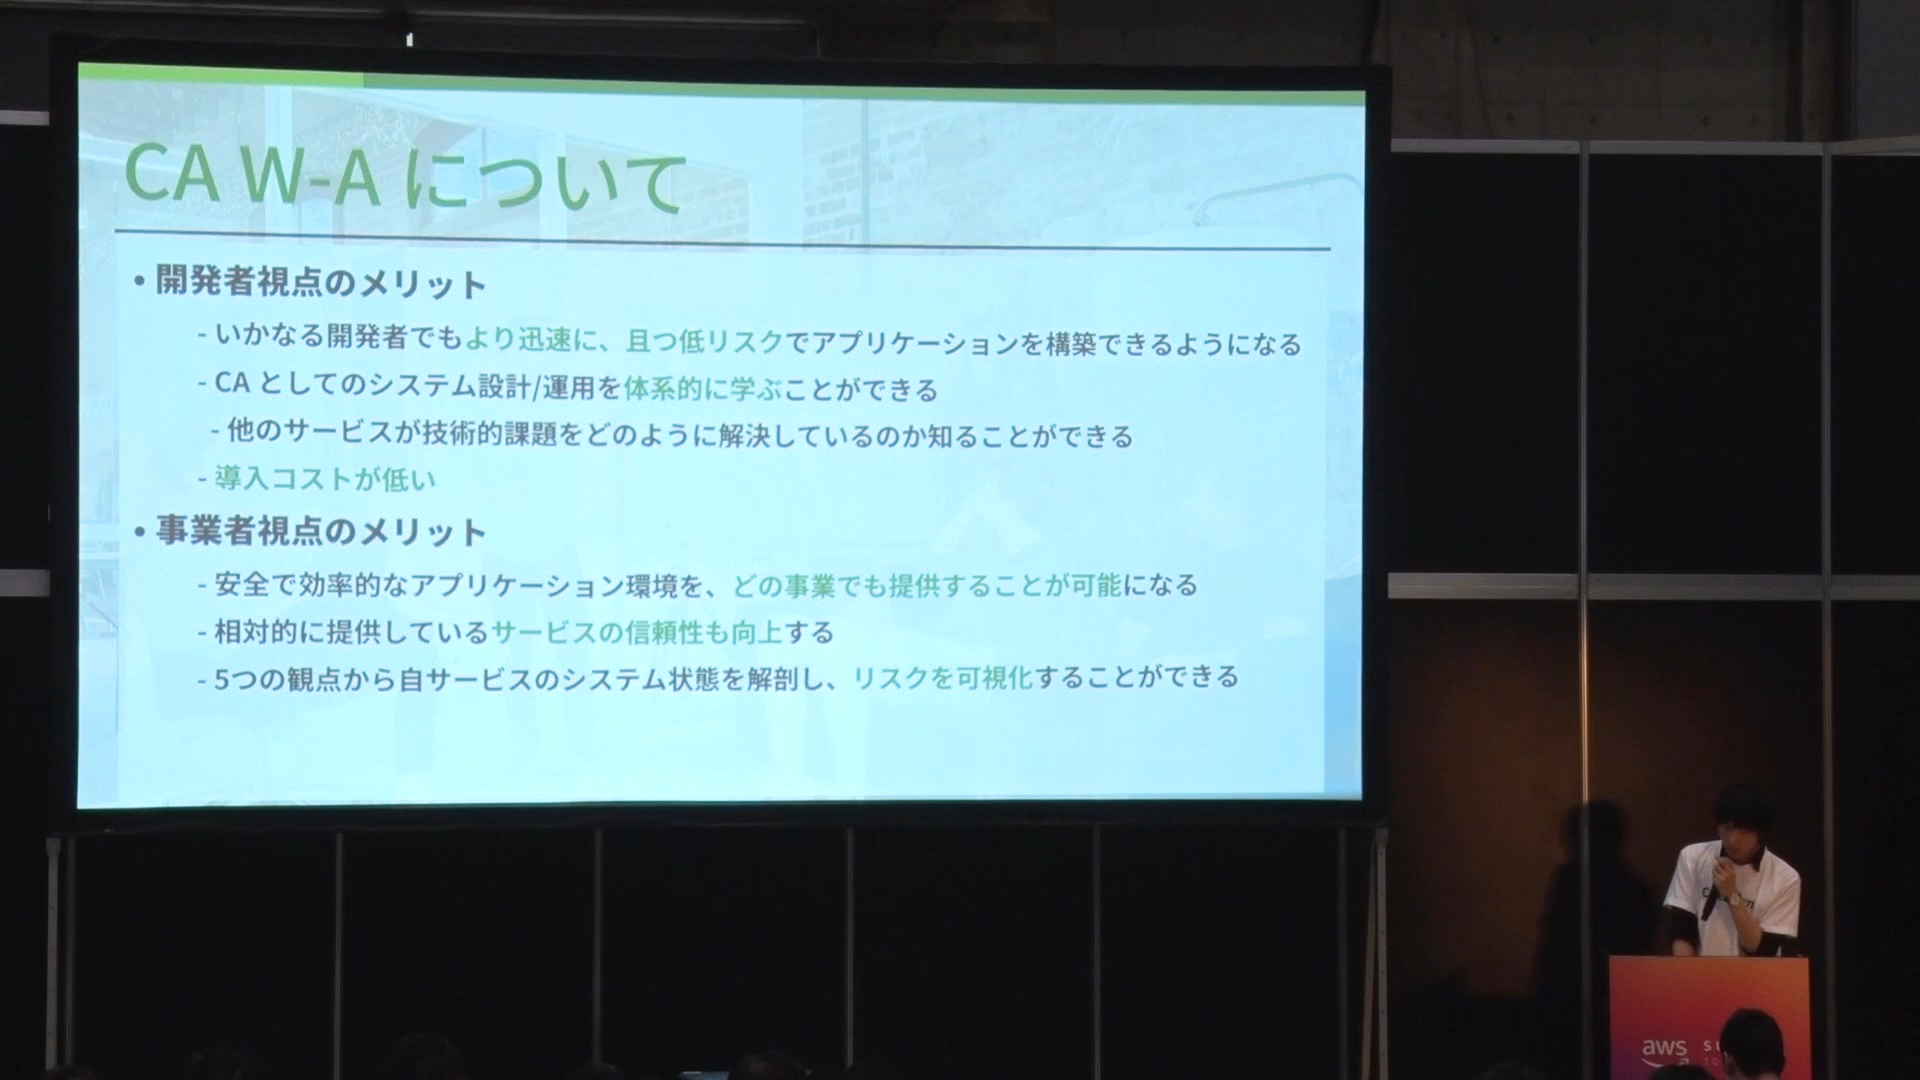 CA W-A について
• 開発者視点のメリット
- いかなる開発者でもより迅速に、且つ低リスクでアプリケーションを構築できるようになる
- CA としてのシステム設計/運用を体系的に学ぶことができる
- 他のサービスが技術的課題をどのように解決しているのか知ることができる
- 導入コストが低い
• 事業者視点のメリット
- 安全で効率的なアプリケーション環境を、どの事業でも提供することが可能になる
- 相対的に提供しているサービスの信頼性も向上する
- 5つの観点から自サービスのシステム状態を解剖し、リスクを可視化することができる
aws